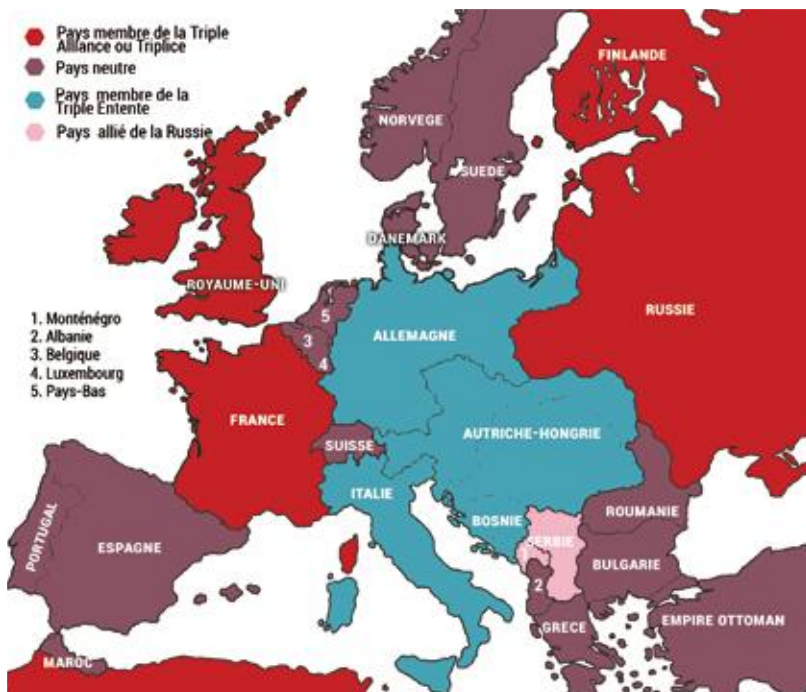 Pays membre de la Triple
Alliance ou Triplice
Pays neutre
Pays membre de la
Triple Entente
Pays allié de la Russie
FINLANDE
NORVEGE
SUEDE
DANEMARK
ROYAUME-UNI
RUSSIE
1. Monténégro
2. Albanie
3. Belgique
4. Luxembourg
5. Pays-Bas
5
3
4
ALLEMAGNE
FRANCE
AUTRICHE-HONGRIE
SUISSE
ITALIE
BOSNIE
SERBIE
1
2
ROUMANIE
BULGARIE
PORTUGAL
ESPAGNE
GRECE
EMPIRE OTTOMAN
MAROC